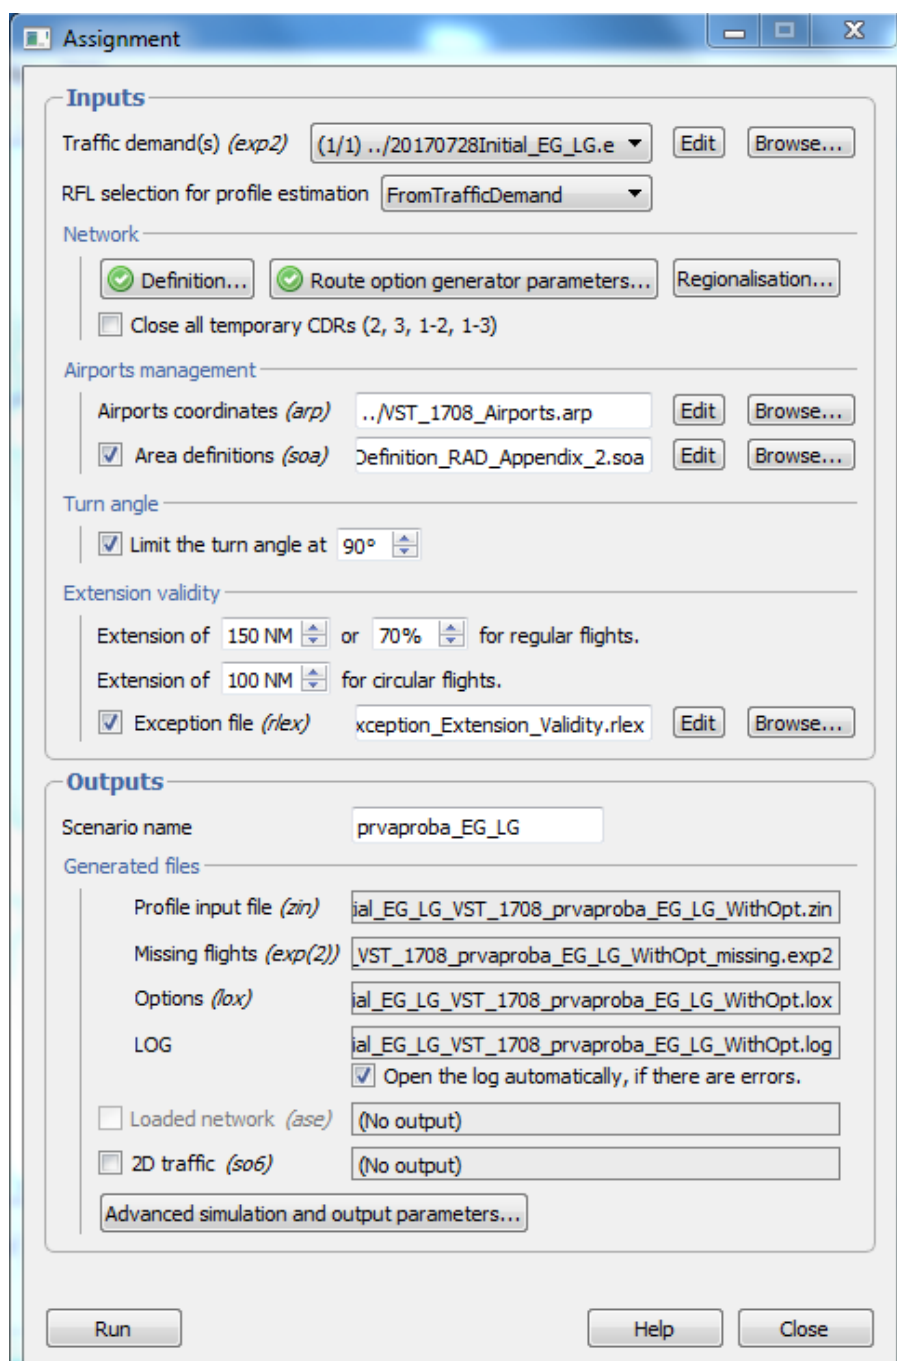 Assignment
Inputs
Traffic demand(s) (exp2) (1/1) ../20170728Initial_EG_LG.e Edit Browse...
RFL selection for profile estimation FromTrafficDemand
Network
Definition... Route option generator parameters... Regionalisation...
Close all temporary CDRs (2, 3, 1-2, 1-3)
Airports management
Airports coordinates (arp) ../VST_1708_Airports.arp Edit Browse...
Area definitions (soa) Definition_RAD_Appendix_2.soa Edit Browse...
Turn angle
Limit the turn angle at 90°
Extension validity
Extension of 150 NM or 70% for regular flights.
Extension of 100 NM for circular flights.
Exception file (rlex) xception_Extension_Validity.rlex Edit Browse...
Outputs
Scenario name prvaproba_EG_LG
Generated files
Profile input file (zin) ial_EG_LG_VST_1708_prvaproba_EG_LG_WithOpt.zin
Missing flights (exp(2)) _VST_1708_prvaproba_EG_LG_WithOpt_missing.exp2
Options (lox) ial_EG_LG_VST_1708_prvaproba_EG_LG_WithOpt.lox
LOG ial_EG_LG_VST_1708_prvaproba_EG_LG_WithOpt.log
Open the log automatically, if there are errors.
Loaded network (ase) (No output)
2D traffic (so6) (No output)
Advanced simulation and output parameters...
Run Help Close